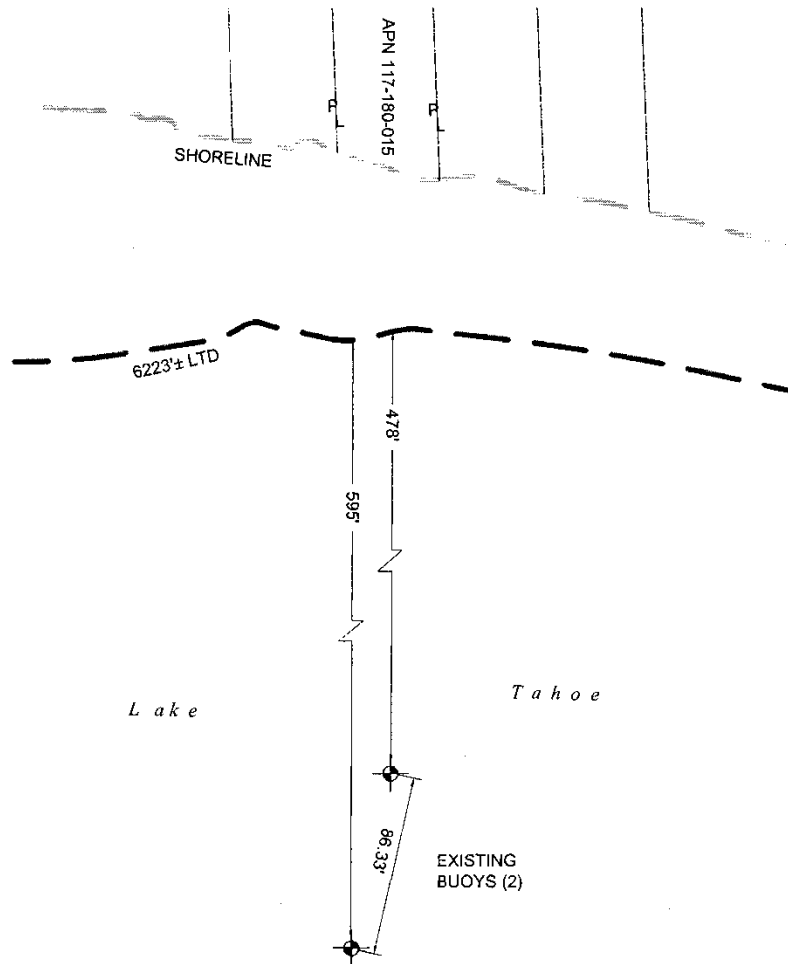 APN 117-180-015
PL
PL
SHORELINE
6223'± LTD
478'
595'
Lake
Tahoe
86.33'
EXISTING
BUOYS (2)